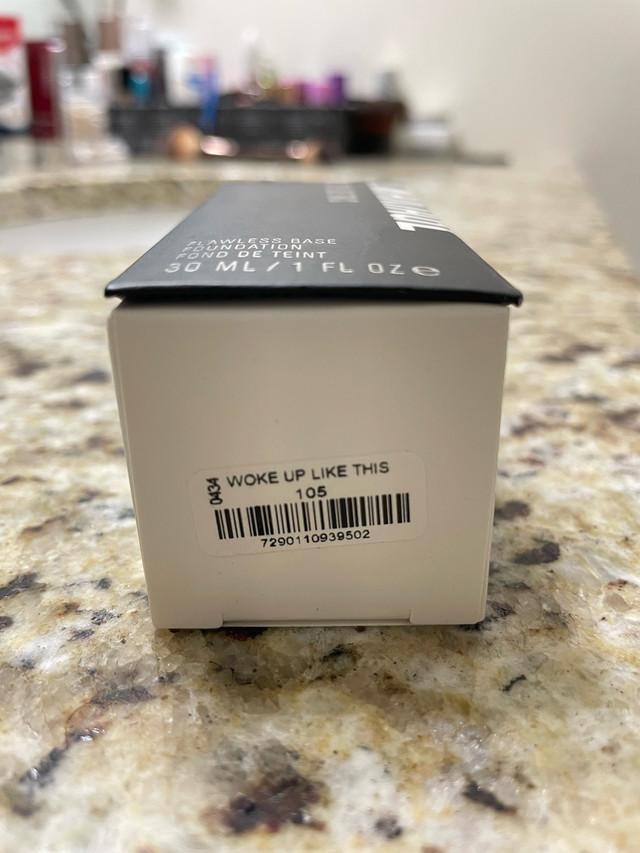 FLAWLESS BASE
FOUNDATION
FOND DE TEINT
30 ML / 1 FL OZ ℮
0434
WOKE UP LIKE THIS
105
7290110939502